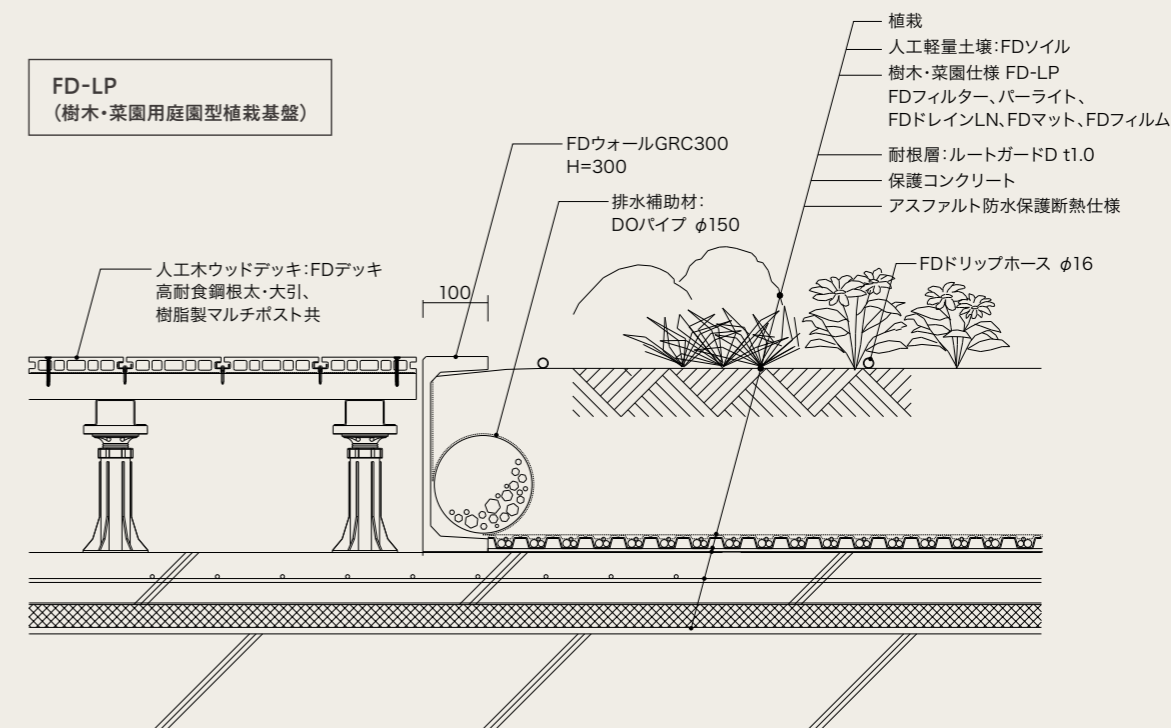 FD-LP
（樹木・菜園用庭園型植栽基盤）
植栽
人工軽量土壌：FDソイル
樹木・菜園仕様 FD-LP
FDフィルター、パーライト、
FDドレインLN、FDマット、FDフィルム
耐根層：ルートガードD t1.0
保護コンクリート
アスファルト防水保護断熱仕様
FDウォールGRC300
H=300
排水補助材：
DOパイプ φ150
FDドリップホース φ16
人工木ウッドデッキ：FDデッキ
高耐食鋼根太・大引、
樹脂製マルチポスト共
100